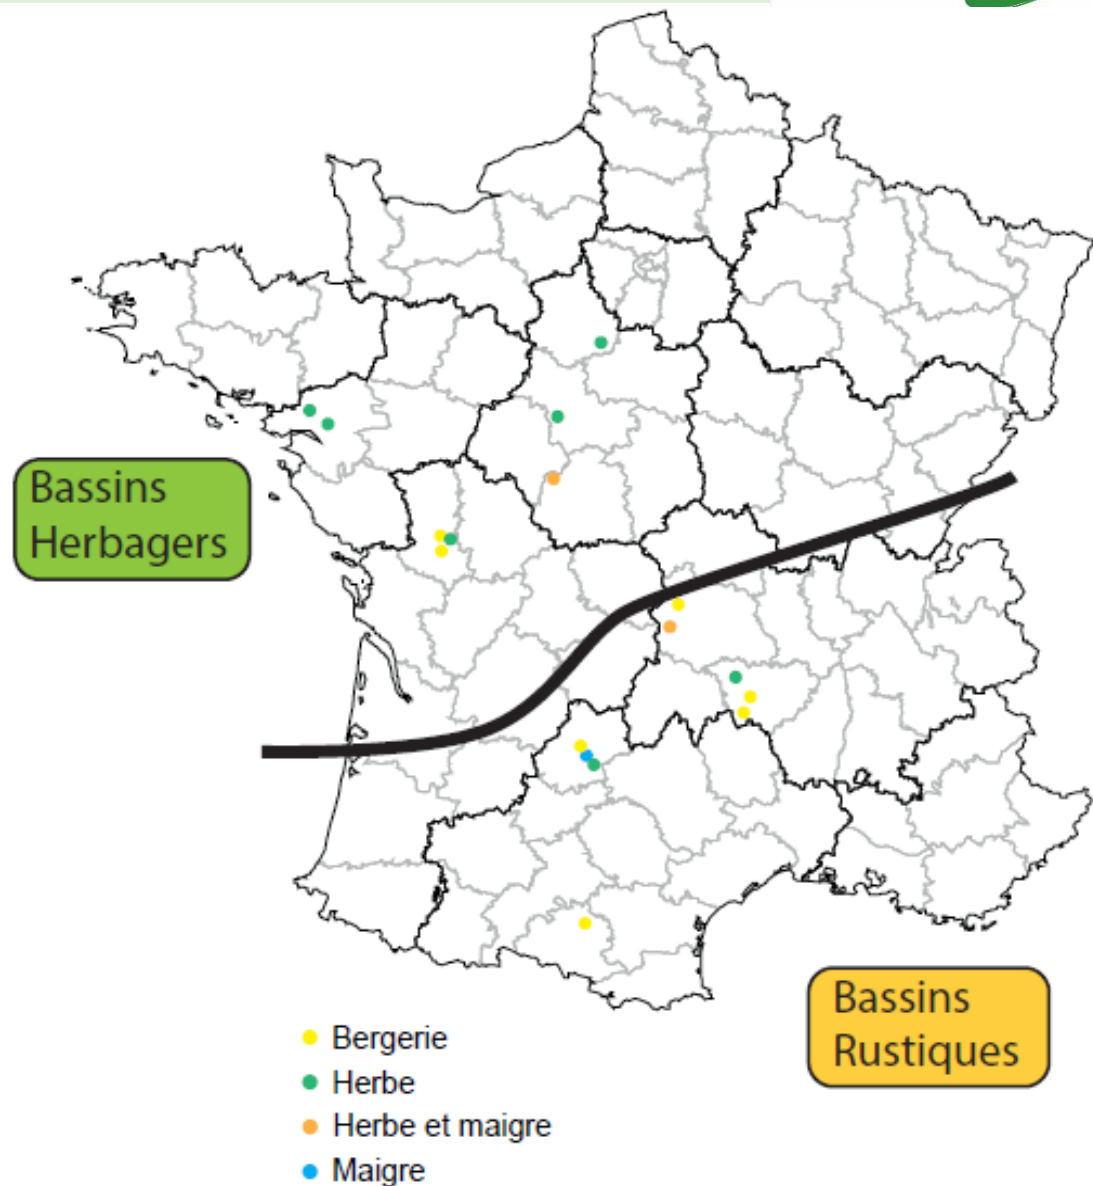 Bassins
Herbagers
Bassins
Rustiques
Bergerie
Herbe
Herbe et maigre
Maigre